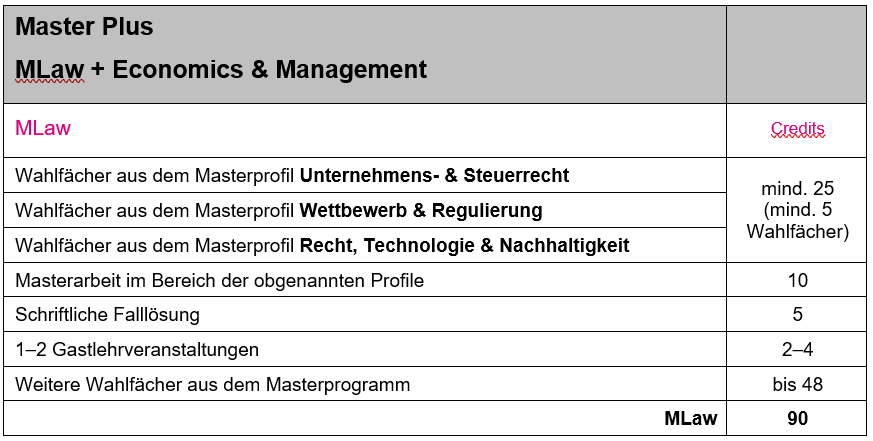 Master Plus
MLaw + Economics & Management
MLaw
Credits
Wahlfächer aus dem Masterprofil Unternehmens- & Steuerrecht
Wahlfächer aus dem Masterprofil Wettbewerb & Regulierung
Wahlfächer aus dem Masterprofil Recht, Technologie & Nachhaltigkeit
mind. 25
(mind. 5
Wahlfächer)
Masterarbeit im Bereich der obgenannten Profile
10
Schriftliche Falllösung
5
1–2 Gastlehrveranstaltungen
2–4
Weitere Wahlfächer aus dem Masterprogramm
bis 48
MLaw
90